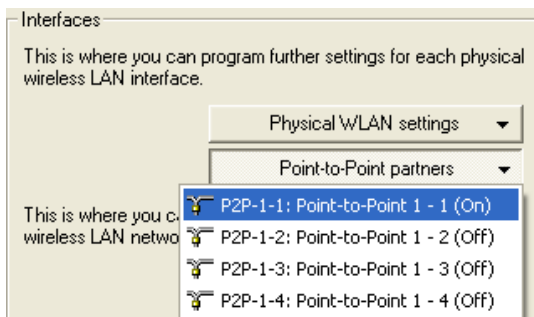 Interfaces
This is where you can program further settings for each physical
wireless LAN interface.
Physical WLAN settings
Point-to-Point partners
This is where you
wireless LAN
P2P-1-1: Point-to-Point 1 - 1 (On)
P2P-1-2: Point-to-Point 1 - 2 (Off)
P2P-1-3: Point-to-Point 1 - 3 (Off)
P2P-1-4: Point-to-Point 1 - 4 (Off)